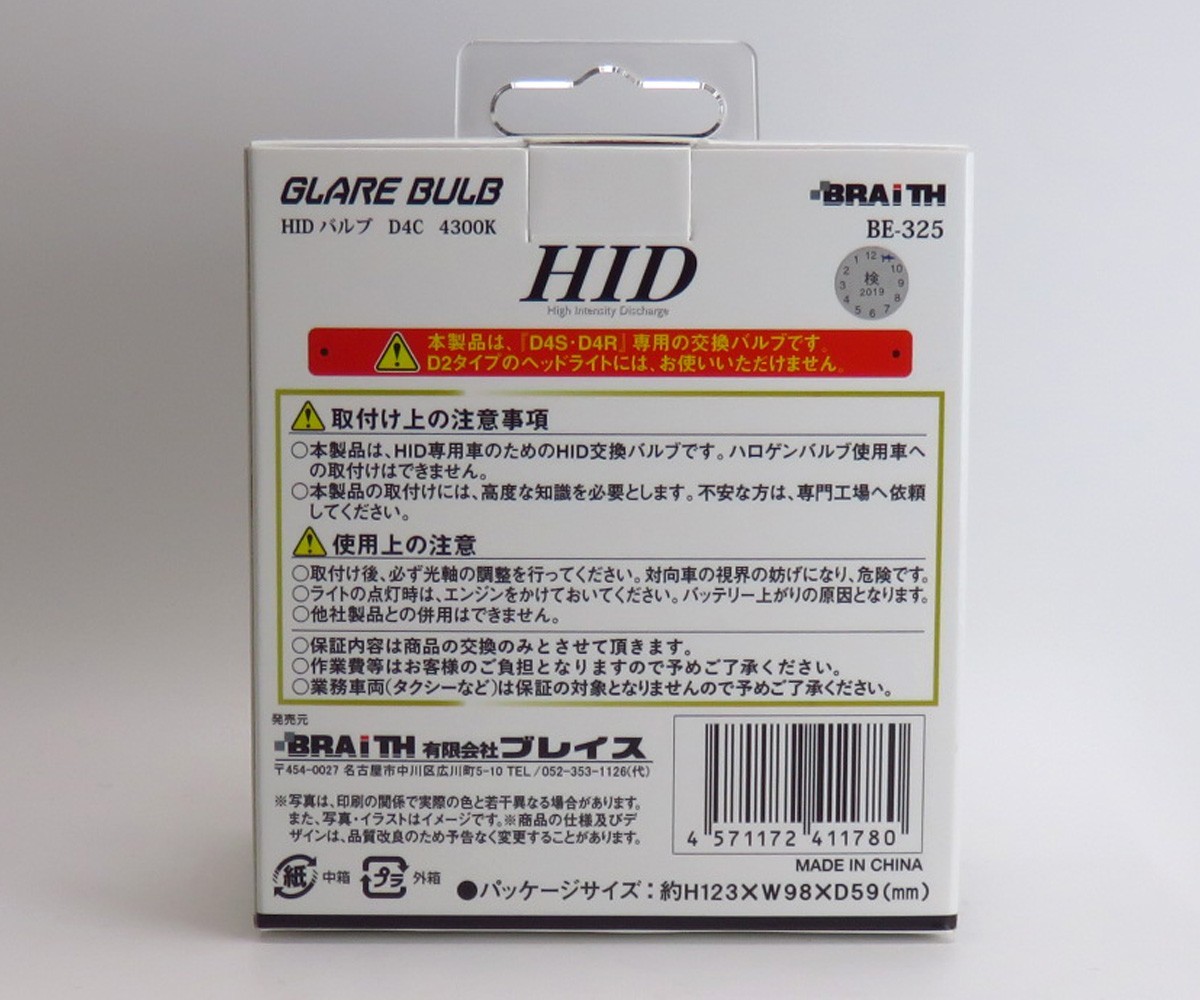 GLARE BULB
HID バルブ D4C 4300K
BRAiTH
BE-325
HID
High Intensity Discharge
12 10 9 8 7 6 5 4 3 2 1
検
2019
本製品は、『D4S・D4R』専用の交換バルブです。
D2タイプのヘッドライトには、お使いいただけません。
取付け上の注意事項
○本製品は、HID専用車のためのHID交換バルブです。ハロゲンバルブ使用車へ
の取付けはできません。
○本製品の取付けには、高度な知識を必要とします。不安な方は、専門工場へ依頼
してください。
使用上の注意
○取付け後、必ず光軸の調整を行ってください。対向車の視界の妨げになり、危険です。
○ライトの点灯時は、エンジンをかけておいてください。バッテリー上がりの原因となります。
○他社製品との併用はできません。
○保証内容は商品の交換のみとさせて頂きます。
○作業費等はお客様のご負担となりますので予めご了承ください。
○業務車両(タクシーなど)は保証の対象となりませんので予めご了承ください。
発売元
BRAiTH 有限会社ブレイス
〒454-0027 名古屋市中川区広川町5-10 TEL/052-353-1126(代)
※写真は、印刷の関係で実際の色と若干異なる場合があります。
また、写真・イラストはイメージです。※商品の仕様及びデ
ザインは、品質改良のため予告なく変更することがあります。
4 571172 411780
MADE IN CHINA
紙 中箱 プラ 外箱
●パッケージサイズ：約H123×W98×D59(mm)